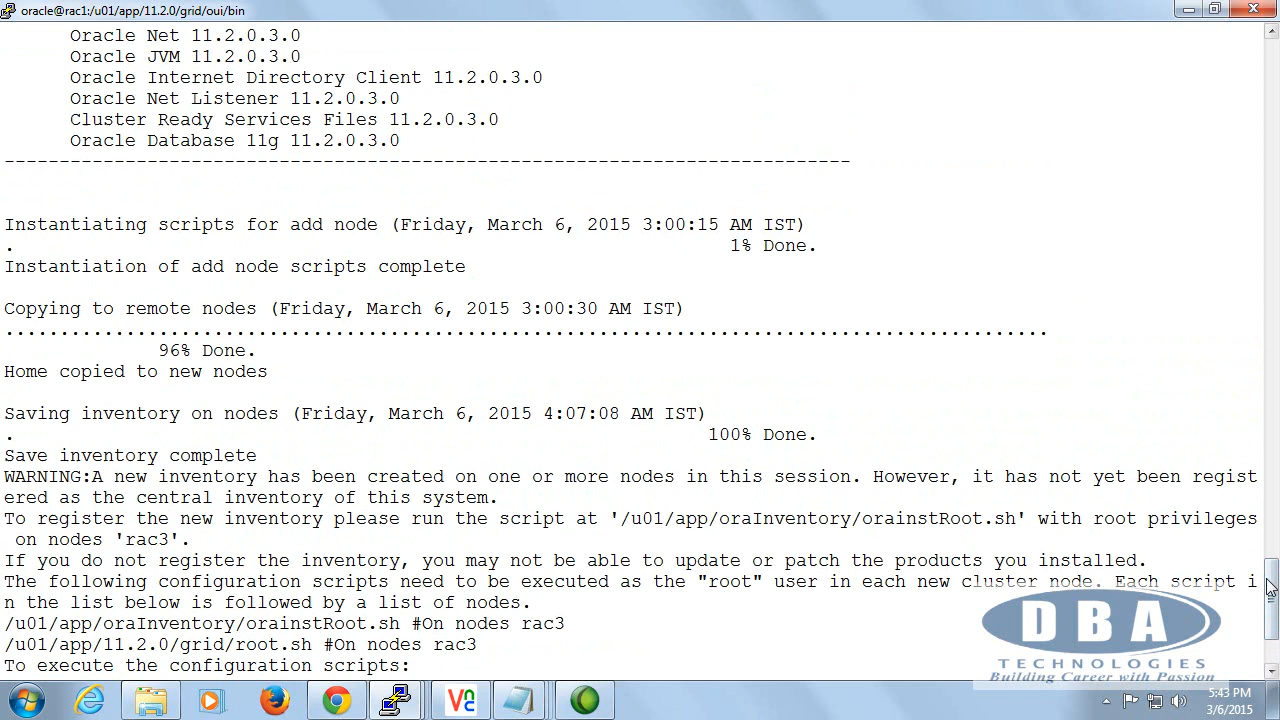 oracle@rac1:/u01/app/11.2.0/grid/oui/bin
Oracle Net 11.2.0.3.0
Oracle JVM 11.2.0.3.0
Oracle Internet Directory Client 11.2.0.3.0
Oracle Net Listener 11.2.0.3.0
Cluster Ready Services Files 11.2.0.3.0
Oracle Database 11g 11.2.0.3.0
-----------------------------------------------------------------------------
Instantiating scripts for add node (Friday, March 6, 2015 3:00:15 AM IST)
. 1% Done.
Instantiation of add node scripts complete
Copying to remote nodes (Friday, March 6, 2015 3:00:30 AM IST)
...............................................................................................
96% Done.
Home copied to new nodes
Saving inventory on nodes (Friday, March 6, 2015 4:07:08 AM IST)
. 100% Done.
Save inventory complete
WARNING:A new inventory has been created on one or more nodes in this session. However, it has not yet been regist
ered as the central inventory of this system.
To register the new inventory please run the script at '/u01/app/oraInventory/orainstRoot.sh' with root privileges
on nodes 'rac3'.
If you do not register the inventory, you may not be able to update or patch the products you installed.
The following configuration scripts need to be executed as the "root" user in each new cluster node. Each script i
n the list below is followed by a list of nodes.
/u01/app/oraInventory/orainstRoot.sh #On nodes rac3
/u01/app/11.2.0/grid/root.sh #On nodes rac3
To execute the configuration scripts:
DBA
TECHNOLOGIES
Building Career with Passion
5:43 PM
3/6/2015